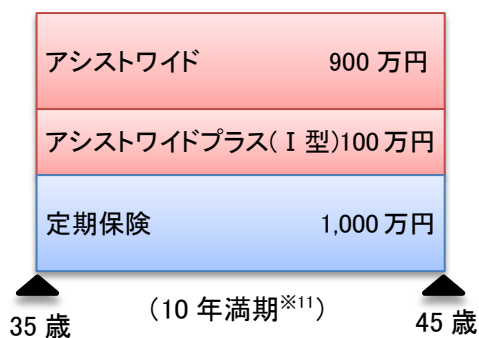 アシストワイド 900 万円
アシストワイドプラス(Ⅰ型)100 万円
定期保険 1,000 万円
35 歳 (10 年満期※11) 45 歳